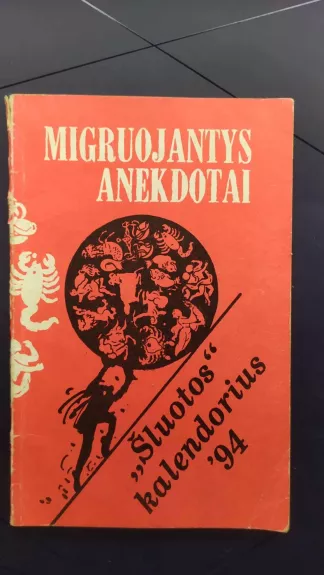 MIGRUOJANTYS
ANEKDOTAI
„Šluotos“
kalendorius
'94